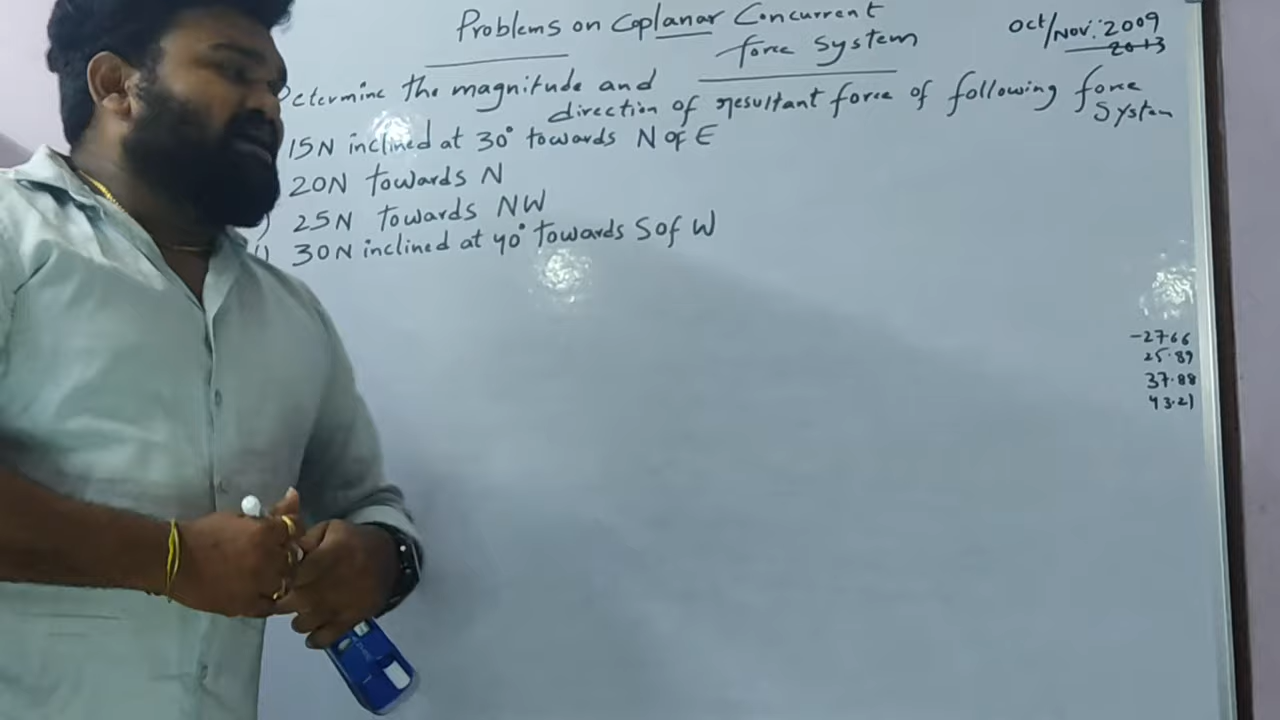 Problems on Coplanar Concurrent
force System
Oct/Nov. 2009
2013
Determine the magnitude and
direction of resultant force of following force
System
15N inclined at 30° towards N of E
20N towards N
) 25N towards NW
) 30N inclined at 40° towards S of W
-27.66
25.89
37.88
43.21